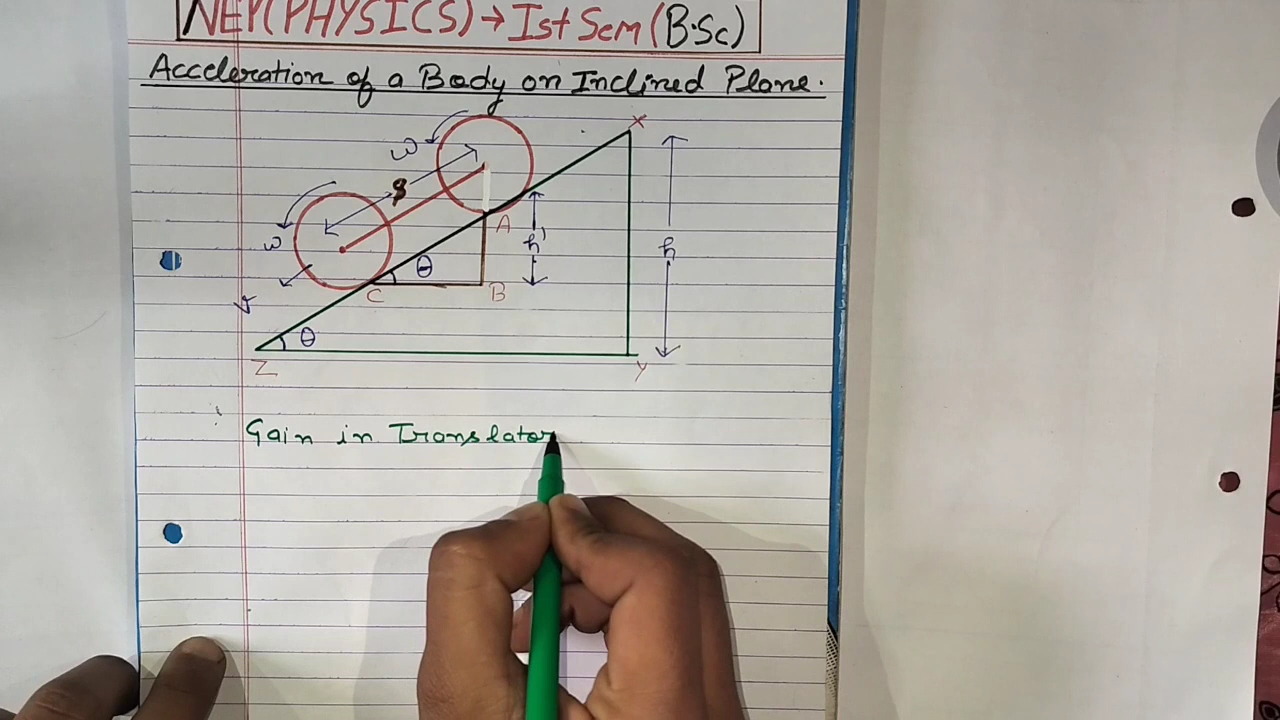 NEP(PHYSICS)→Ist Sem(B.Sc)
Acceleration of a Body on Inclined Plane.
X
ω
S
A
h'
h
ω
θ
C
B
v
θ
Z
Y
Gain in Translator